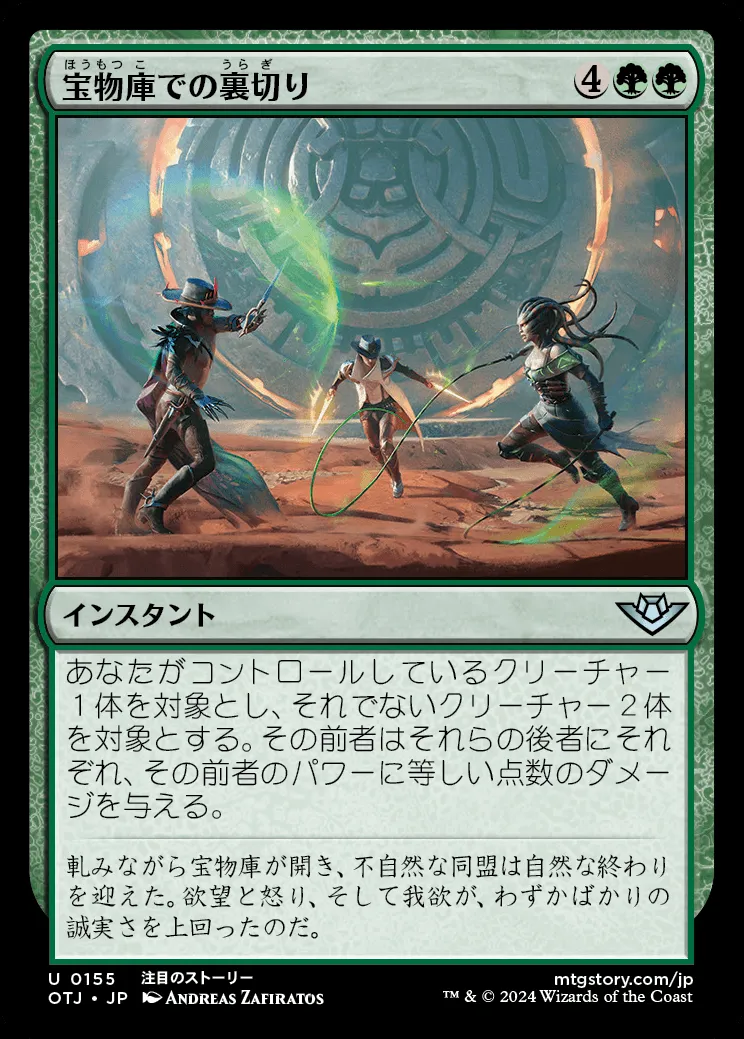 ほうもつこ うらぎ
宝物庫での裏切り 4
インスタント
あなたがコントロールしているクリーチャー
１体を対象とし、それでないクリーチャー２体
を対象とする。その前者はそれらの後者にそれ
ぞれ、その前者のパワーに等しい点数のダメー
ジを与える。
軋みながら宝物庫が開き、不自然な同盟は自然な終わり
を迎えた。欲望と怒り、そして我欲が、わずかばかりの
誠実さを上回ったのだ。
U 0155 注目のストーリー mtgstory.com/jp
OTJ • JP ANDREAS ZAFIRATOS ™ & © 2024 Wizards of the Coast